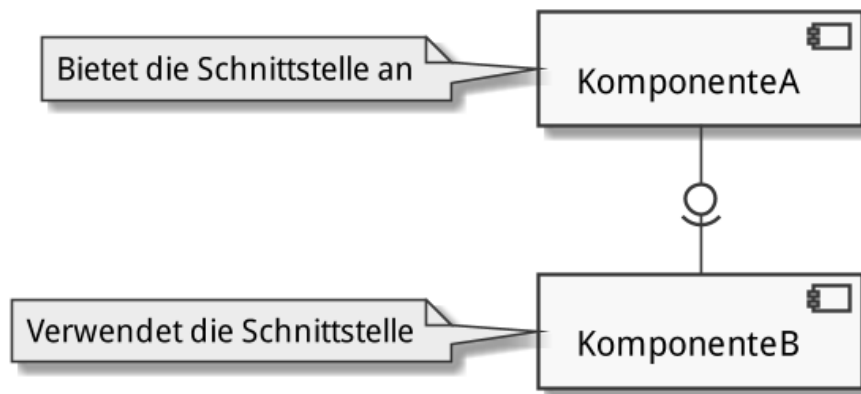 Bietet die Schnittstelle an
KomponenteA
Verwendet die Schnittstelle
KomponenteB